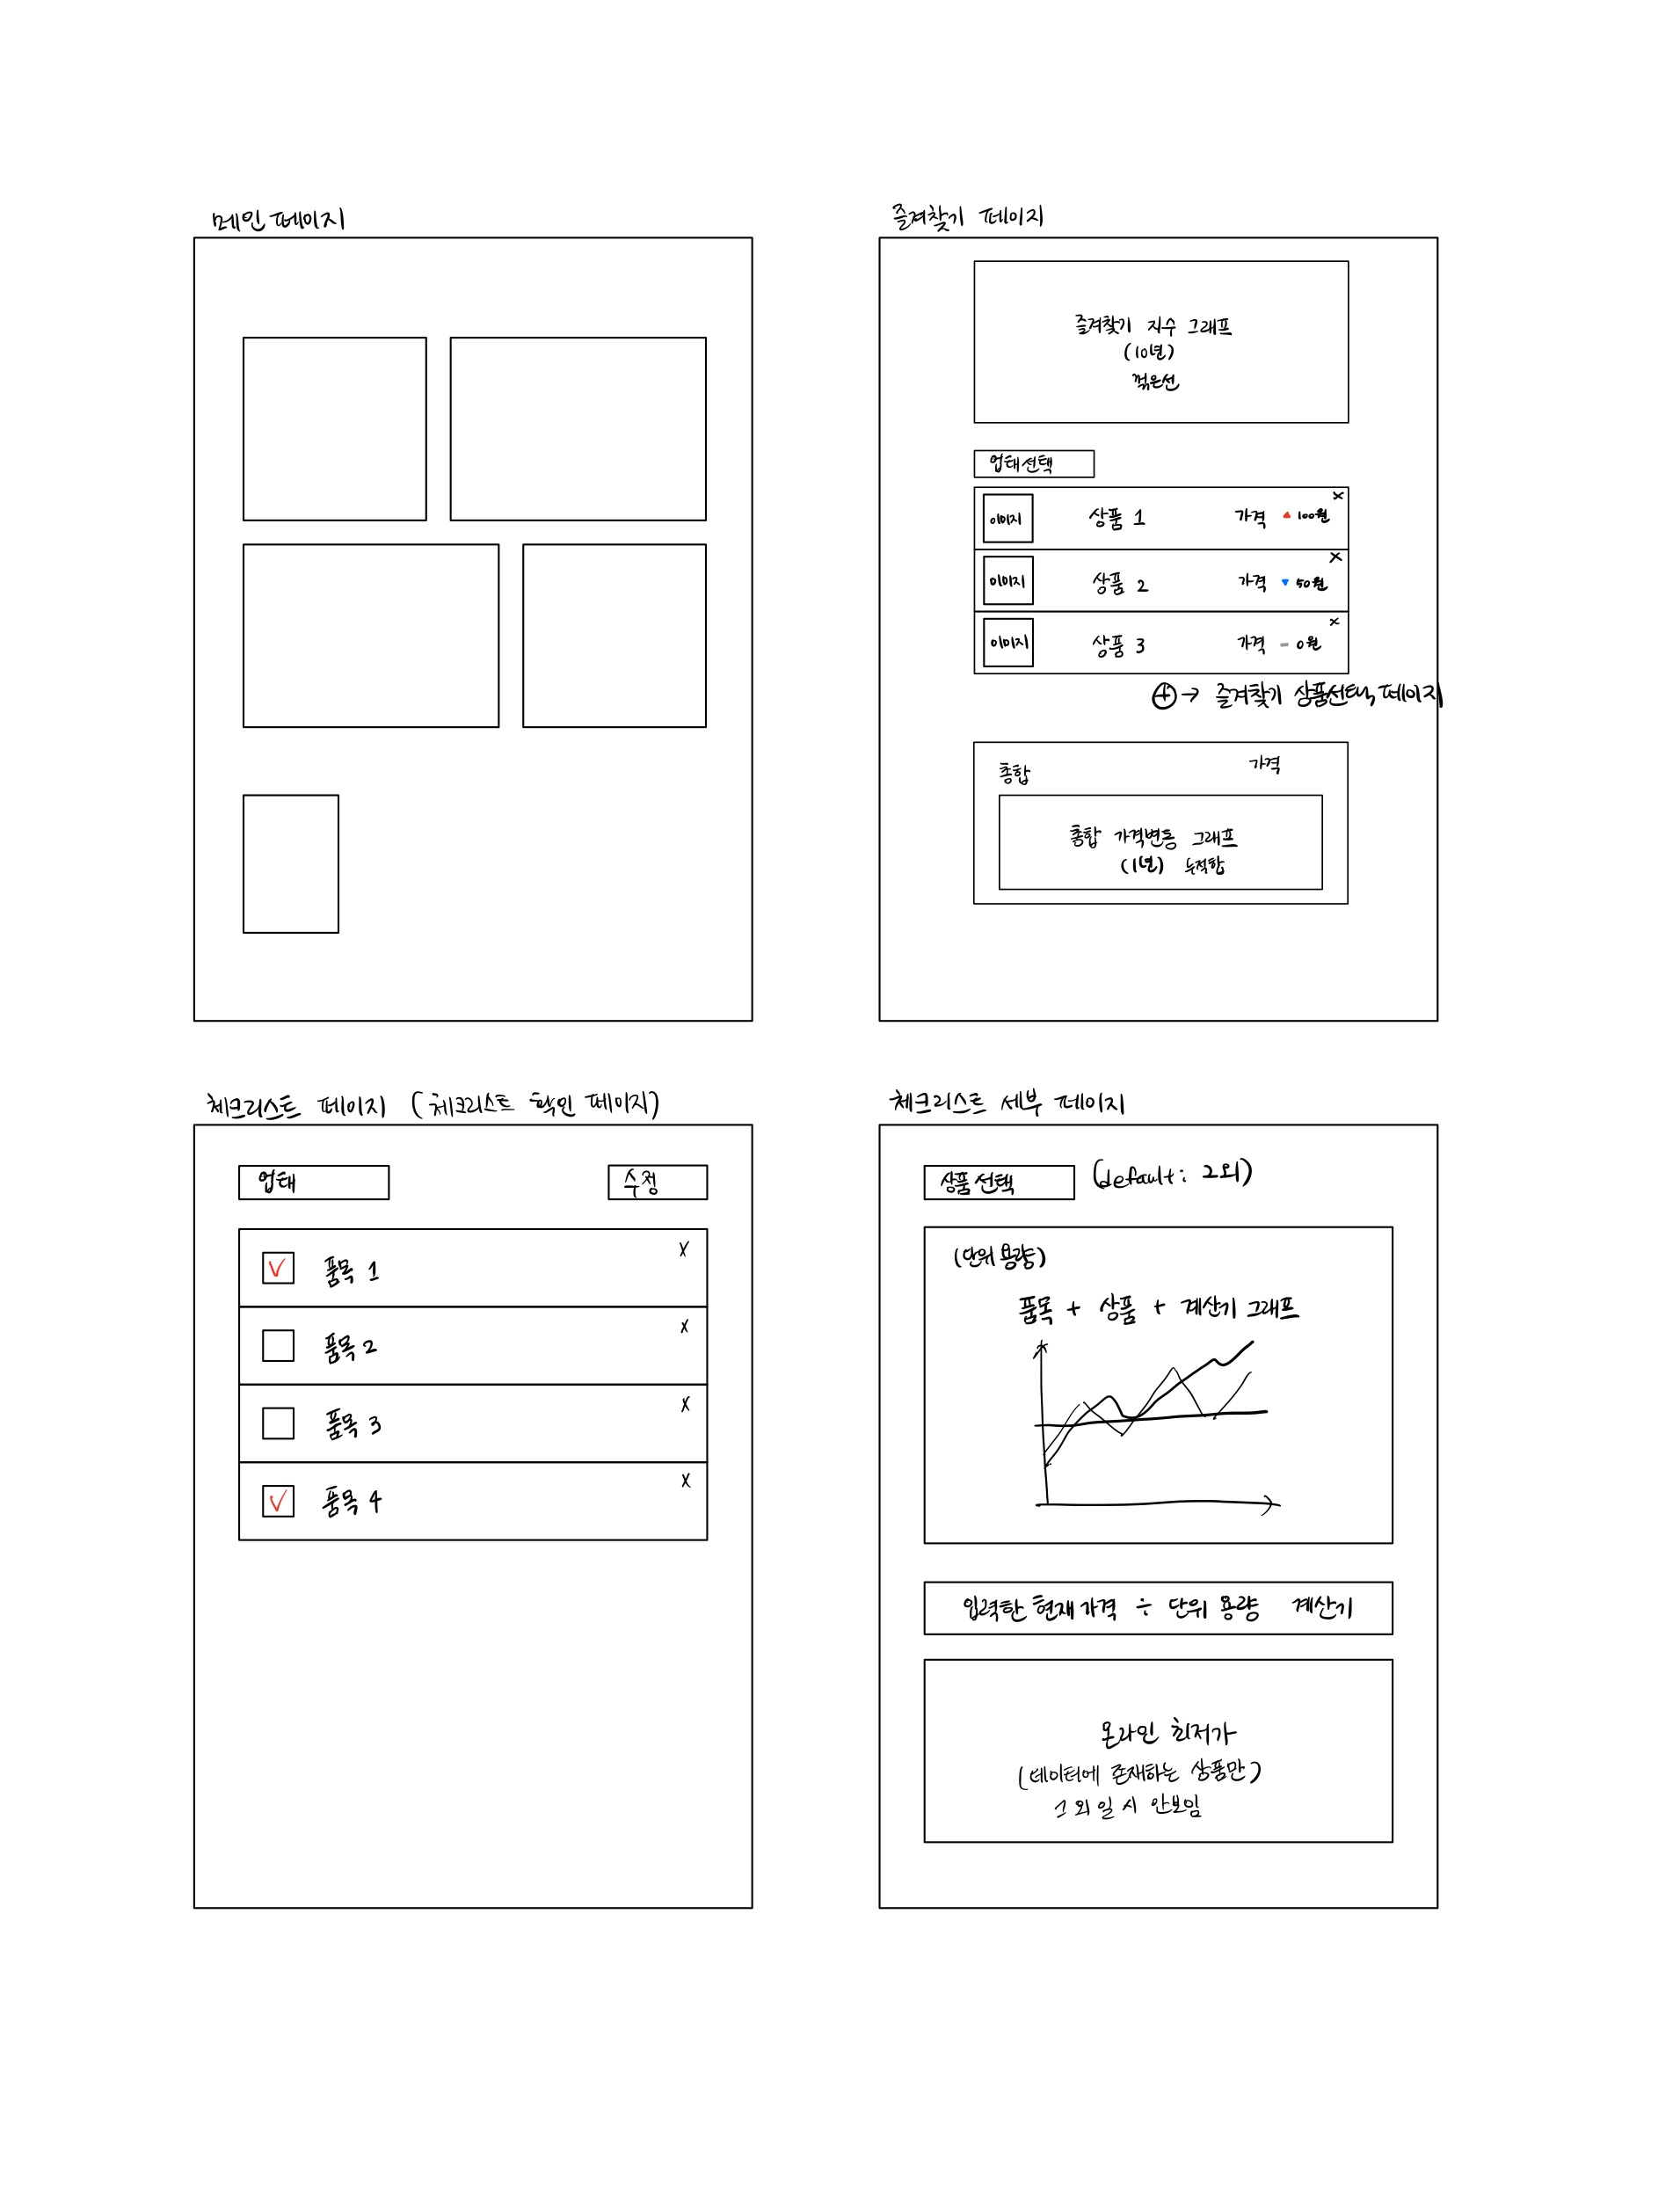 메인 페이지
즐겨찾기 페이지
즐겨찾기 지수 그래프
(10년)
꺾은선
업태선택
이미지 상품 1 가격 ▲ 100원 x
이미지 상품 2 가격 ▼ 50원 x
이미지 상품 3 가격 - 0원 x
+ → 즐겨찾기 상품선택 페이지
총합 가격
총합 가격변동 그래프
(1년) 누적합
체크리스트 페이지 (체크리스트 확인 페이지)
업태 수정
✓ 품목 1 x
품목 2 x
품목 3 x
✓ 품목 4 x
체크리스트 세부 페이지
상품 선택 (default: 그외)
(단위 용량)
품목 + 상품 + 계산기 그래프
입력한 현재 가격 ÷ 단위 용량 계산기
온라인 최저가
(데이터에 존재하는 상품만)
그 외 일 시 안보임